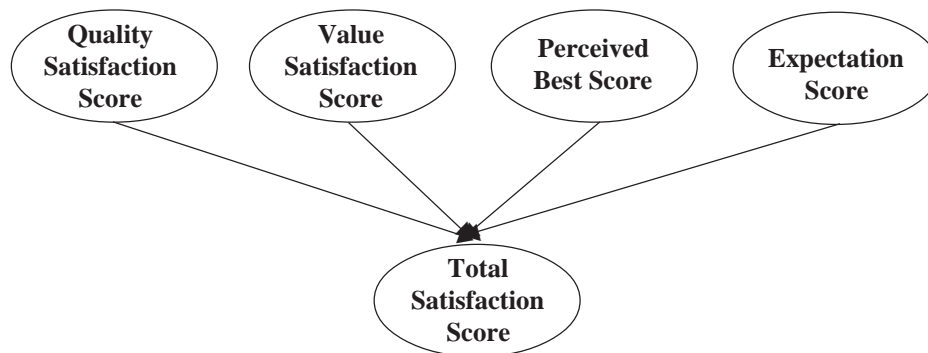 Quality
Satisfaction
Score
Value
Satisfaction
Score
Perceived
Best Score
Expectation
Score
Total
Satisfaction
Score